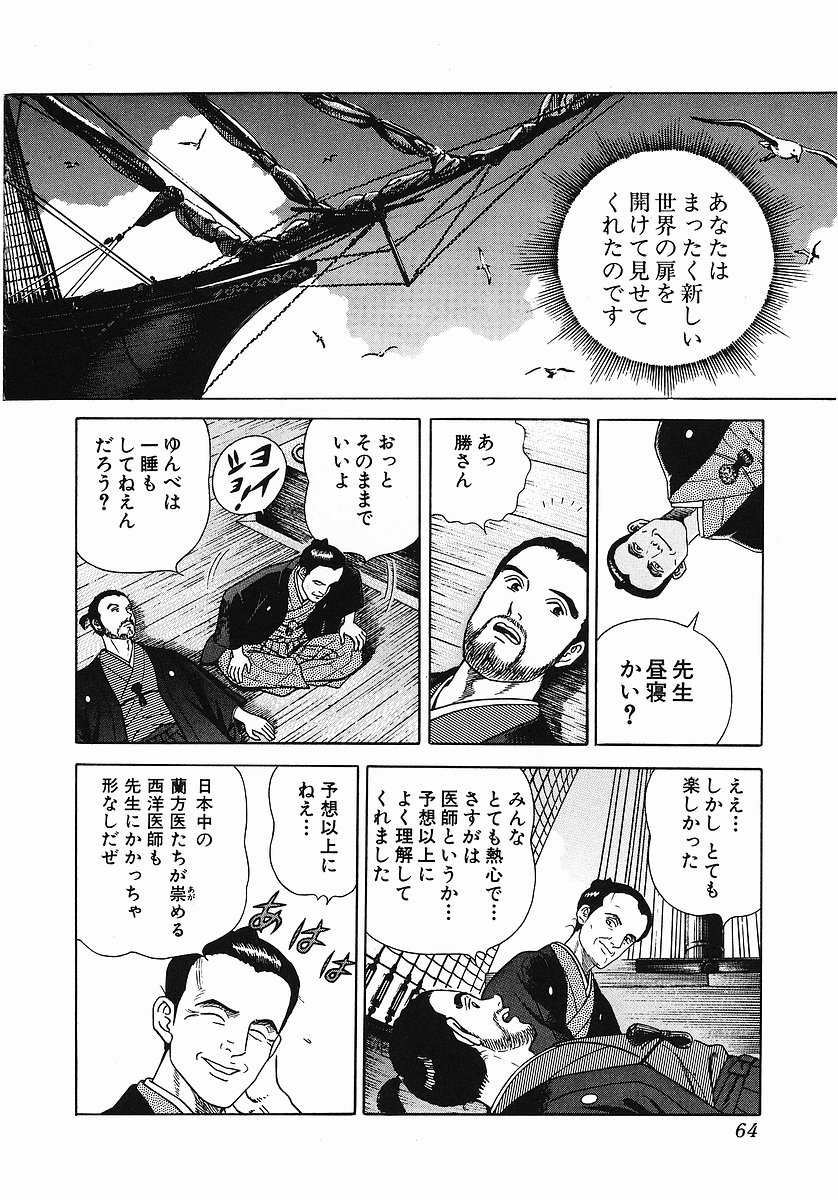 あなたは
まったく新しい
世界の扉を
開けて見せて
くれたのです
先生
昼寝
かい?
あっ
勝さん
おっと
そのままで
いいよ
ヨイ
ショ
ゆんべは
一睡も
してねえん
だろう?
ええ…
しかし とても
楽しかった
みんな
とても熱心で…
さすがは
医師というか…
予想以上に
よく理解して
くれました
予想以上に
ねえ…
日本中の
蘭方医たちが崇める
あが
西洋医師も
先生にかかっちゃ
形なしだぜ
あはは
あはは
64